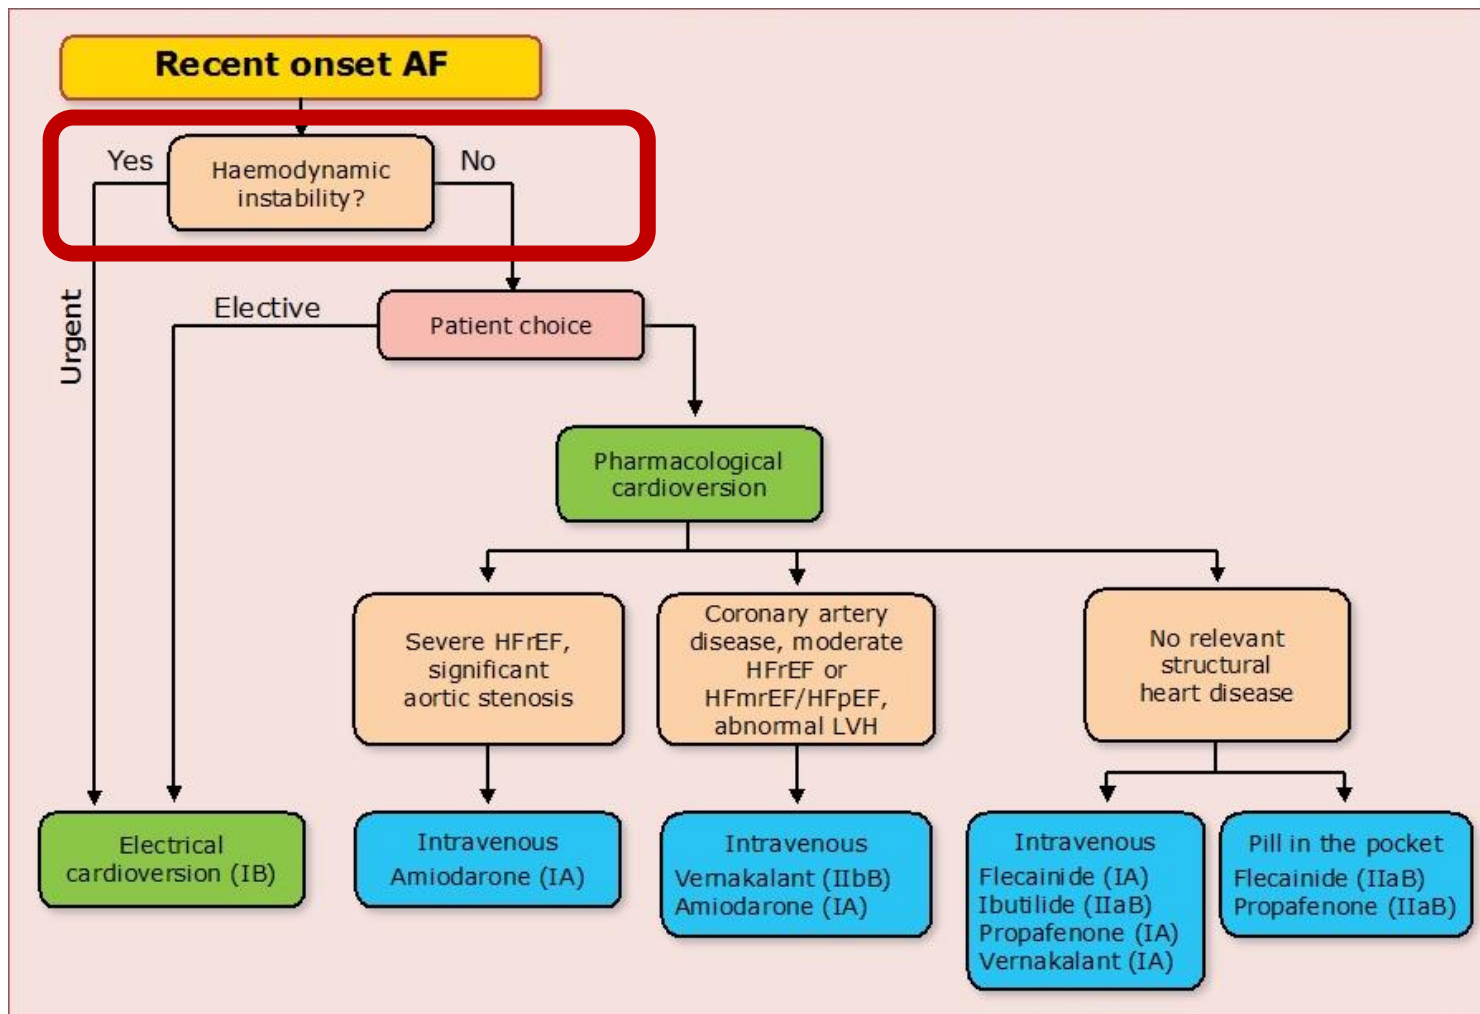 Recent onset AF
Yes
Haemodynamic
instability?
No
Urgent
Elective
Patient choice
Pharmacological
cardioversion
Severe HFrEF,
significant
aortic stenosis
Coronary artery
disease, moderate
HFrEF or
HFmrEF/HFpEF,
abnormal LVH
No relevant
structural
heart disease
Electrical
cardioversion (IB)
Intravenous
Amiodarone (IA)
Intravenous
Vernakalant (IIbB)
Amiodarone (IA)
Intravenous
Flecainide (IA)
Ibutilide (IIaB)
Propafenone (IA)
Vernakalant (IA)
Pill in the pocket
Flecainide (IIaB)
Propafenone (IIaB)